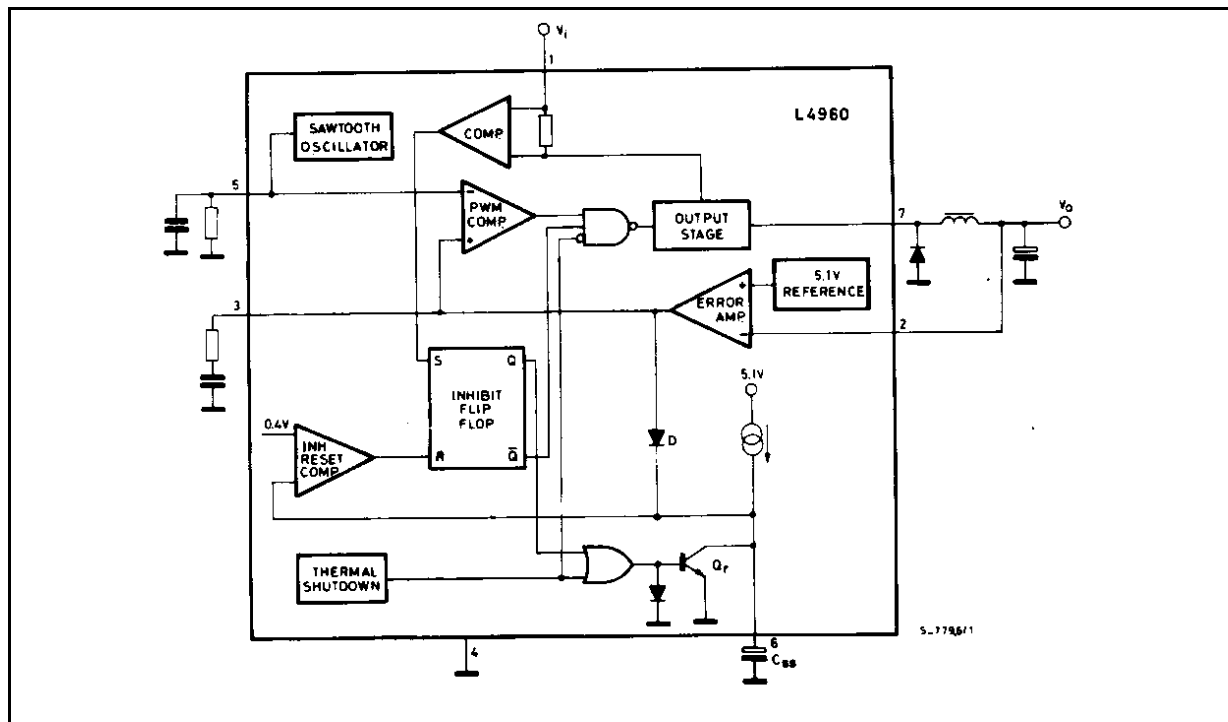 Vi
1
L4960
SAWTOOTH
OSCILLATOR
COMP.
5
-
PWM
COMP
+
OUTPUT
STAGE
7
Vo
5.1V
REFERENCE
+
ERROR
AMP.
-
3
2
S
Q
INHIBIT
FLIP
FLOP
R
Q̅
5.1V
0.4V
INH
RESET
COMP
D
THERMAL
SHUTDOWN
Qr
4
6
Css
S-7796/1